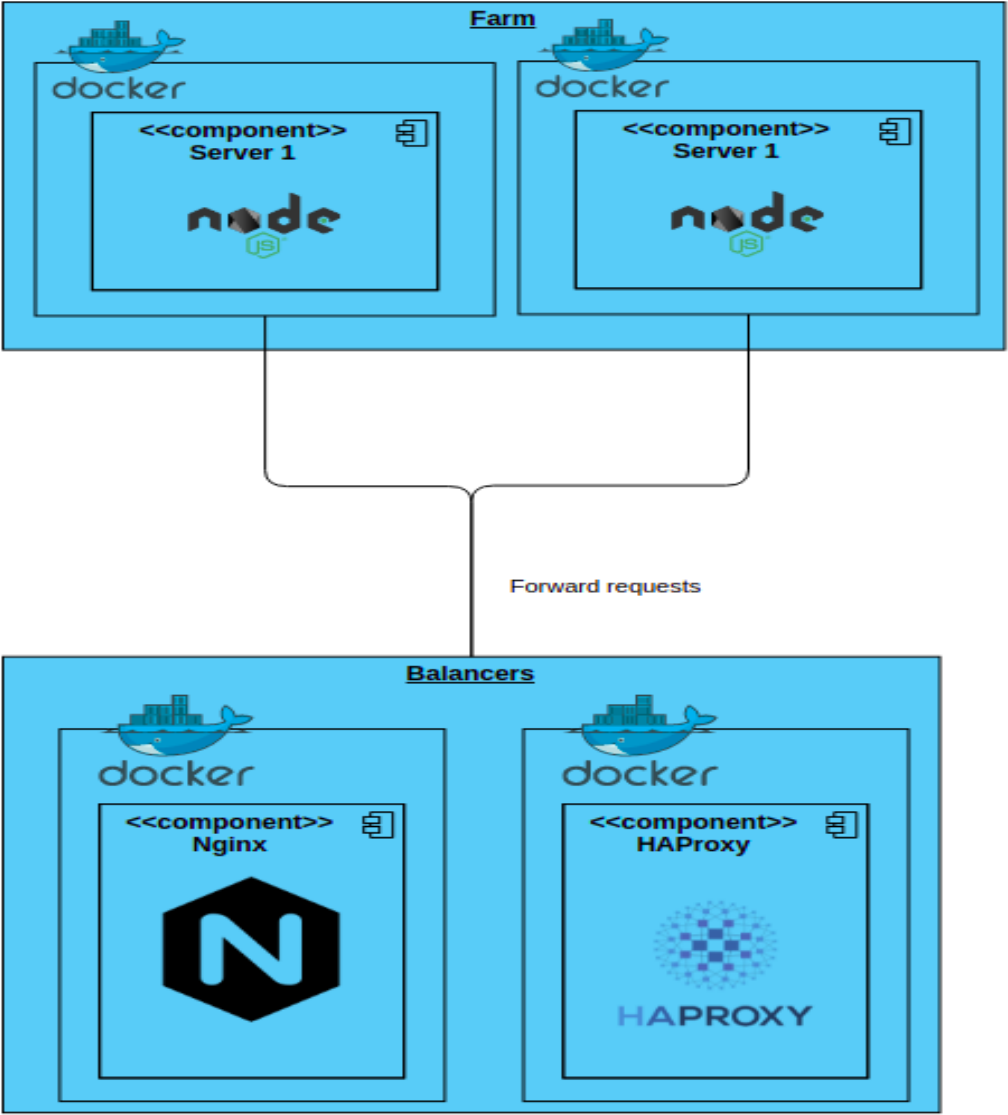 Farm
docker
<<component>>
Server 1
node
JS
docker
<<component>>
Server 1
node
JS
Forward requests
Balancers
docker
<<component>>
Nginx
N
docker
<<component>>
HAProxy
HAPROXY